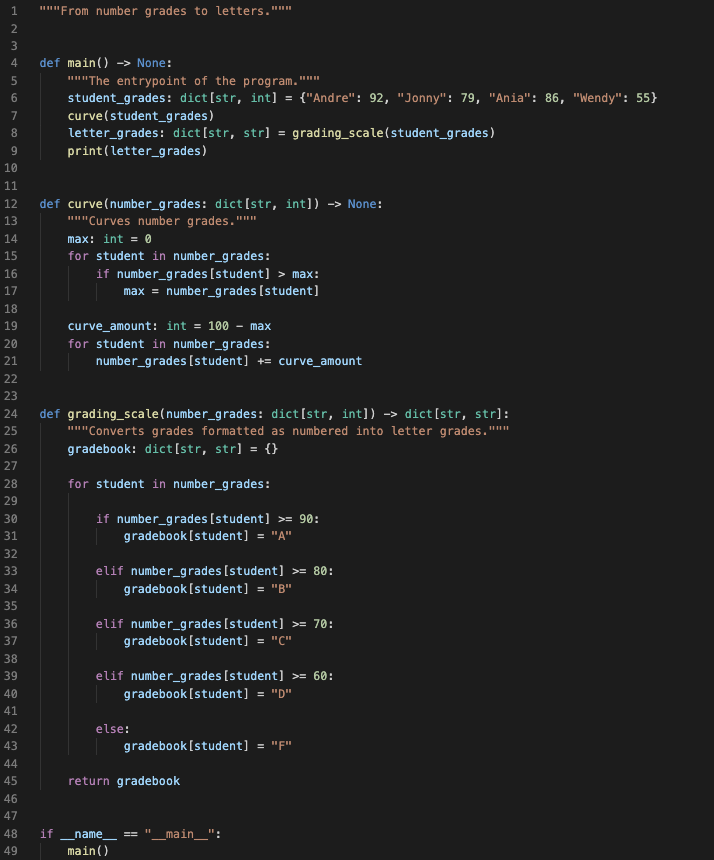 1 """From number grades to letters."""
2
3
4 def main() -> None:
5     """The entrypoint of the program."""
6     student_grades: dict[str, int] = {"Andre": 92, "Jonny": 79, "Ania": 86, "Wendy": 55}
7     curve(student_grades)
8     letter_grades: dict[str, str] = grading_scale(student_grades)
9     print(letter_grades)
10
11
12 def curve(number_grades: dict[str, int]) -> None:
13     """Curves number grades."""
14     max: int = 0
15     for student in number_grades:
16         if number_grades[student] > max:
17             max = number_grades[student]
18
19     curve_amount: int = 100 - max
20     for student in number_grades:
21         number_grades[student] += curve_amount
22
23
24 def grading_scale(number_grades: dict[str, int]) -> dict[str, str]:
25     """Converts grades formatted as numbered into letter grades."""
26     gradebook: dict[str, str] = {}
27
28     for student in number_grades:
29
30         if number_grades[student] >= 90:
31             gradebook[student] = "A"
32
33         elif number_grades[student] >= 80:
34             gradebook[student] = "B"
35
36         elif number_grades[student] >= 70:
37             gradebook[student] = "C"
38
39         elif number_grades[student] >= 60:
40             gradebook[student] = "D"
41
42         else:
43             gradebook[student] = "F"
44
45     return gradebook
46
47
48 if __name__ == "__main__":
49     main()